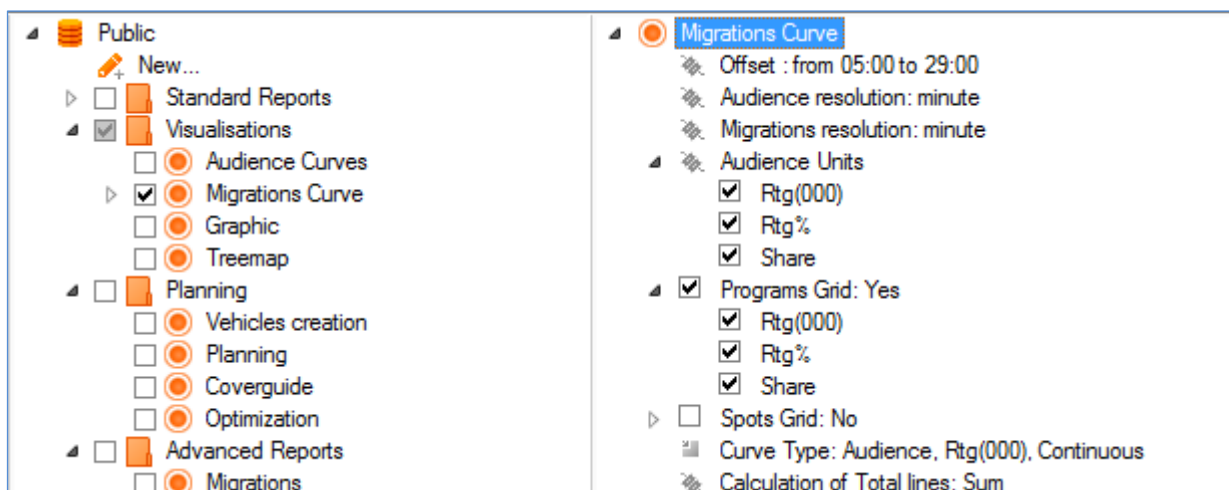 Public
New...
Standard Reports
Visualisations
Audience Curves
Migrations Curve
Graphic
Treemap
Planning
Vehicles creation
Planning
Coverguide
Optimization
Advanced Reports
Migrations
Migrations Curve
Offset : from 05:00 to 29:00
Audience resolution: minute
Migrations resolution: minute
Audience Units
Rtg(000)
Rtg%
Share
Programs Grid: Yes
Rtg(000)
Rtg%
Share
Spots Grid: No
Curve Type: Audience, Rtg(000), Continuous
Calculation of Total lines: Sum